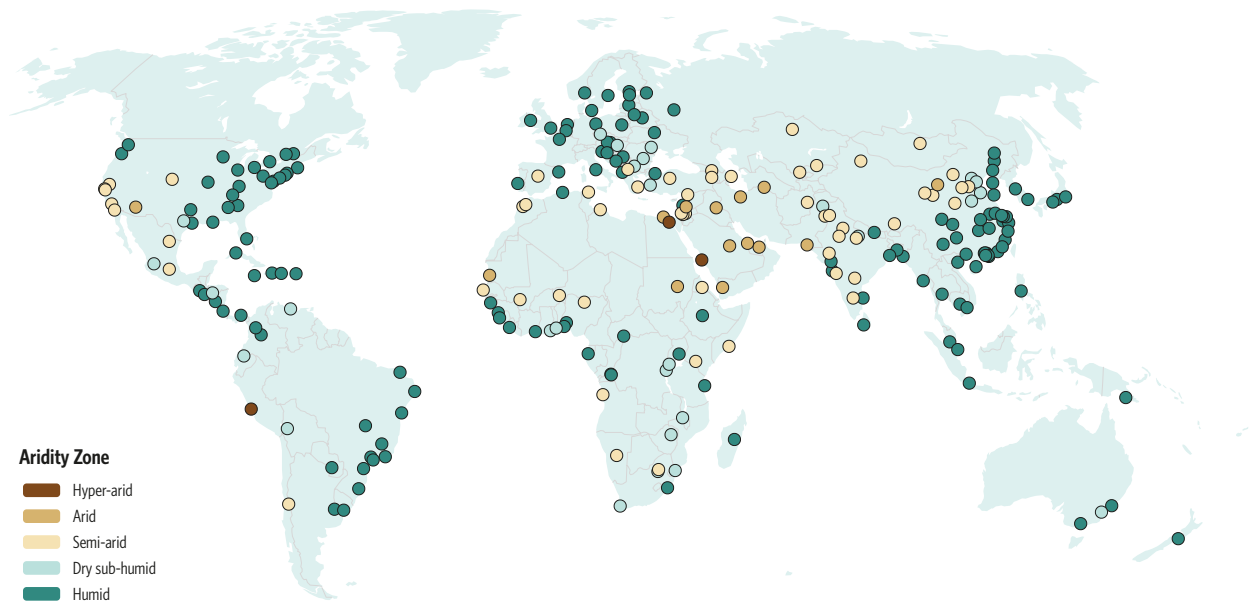 Aridity Zone
Hyper-arid
Arid
Semi-arid
Dry sub-humid
Humid